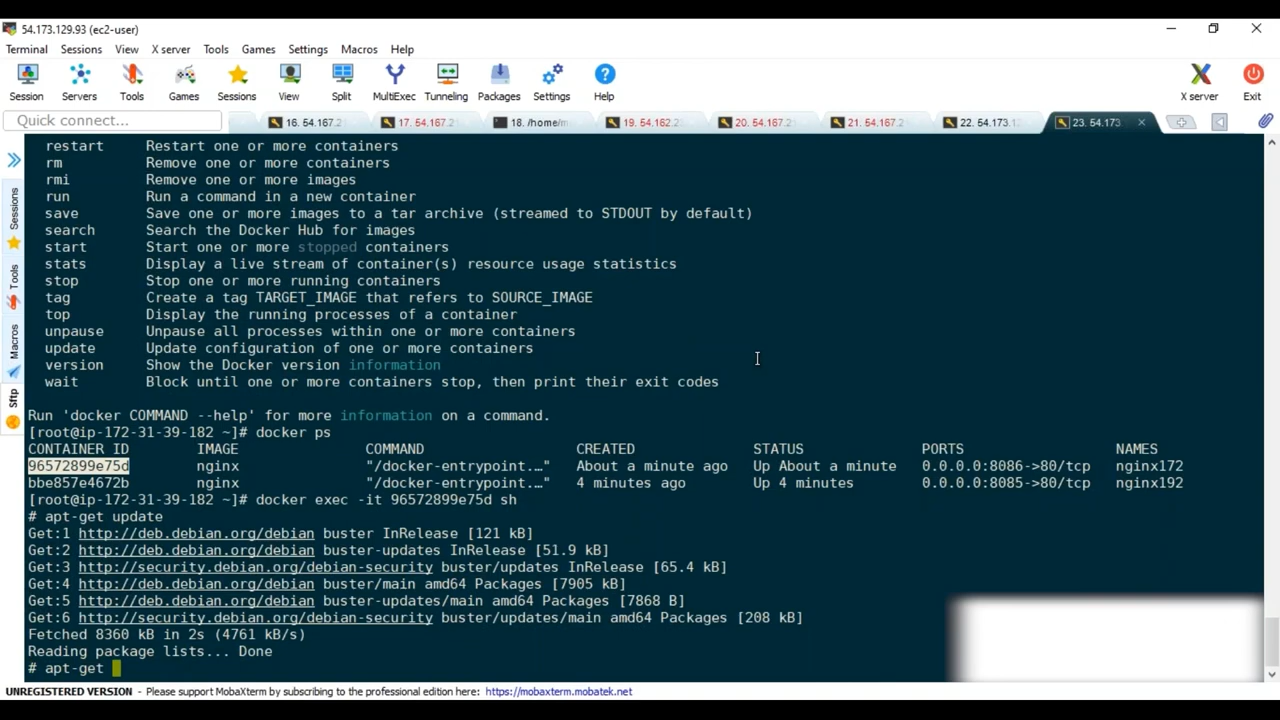 54.173.129.93 (ec2-user)
Terminal Sessions View X server Tools Games Settings Macros Help
Session Servers Tools Games Sessions View Split MultiExec Tunneling Packages Settings Help X server Exit
Quick connect... 16. 54.167.2 17. 54.167.2 18. /home/m 19. 54.162.2 20. 54.167. 21. 54.167. 22. 54.173.1 23. 54.173
Sessions
Tools
Macros
Sftp
restart Restart one or more containers
rm Remove one or more containers
rmi Remove one or more images
run Run a command in a new container
save Save one or more images to a tar archive (streamed to STDOUT by default)
search Search the Docker Hub for images
start Start one or more stopped containers
stats Display a live stream of container(s) resource usage statistics
stop Stop one or more running containers
tag Create a tag TARGET_IMAGE that refers to SOURCE_IMAGE
top Display the running processes of a container
unpause Unpause all processes within one or more containers
update Update configuration of one or more containers
version Show the Docker version information
wait Block until one or more containers stop, then print their exit codes
Run 'docker COMMAND --help' for more information on a command.
[root@ip-172-31-39-182 ~]# docker ps
CONTAINER ID IMAGE COMMAND CREATED STATUS PORTS NAMES
96572899e75d nginx "/docker-entrypoint.…" About a minute ago Up About a minute 0.0.0.0:8086->80/tcp nginx172
bbe857e4672b nginx "/docker-entrypoint.…" 4 minutes ago Up 4 minutes 0.0.0.0:8085->80/tcp nginx192
[root@ip-172-31-39-182 ~]# docker exec -it 96572899e75d sh
# apt-get update
Get:1 http://deb.debian.org/debian buster InRelease [121 kB]
Get:2 http://deb.debian.org/debian buster-updates InRelease [51.9 kB]
Get:3 http://security.debian.org/debian-security buster/updates InRelease [65.4 kB]
Get:4 http://deb.debian.org/debian buster/main amd64 Packages [7905 kB]
Get:5 http://deb.debian.org/debian buster-updates/main amd64 Packages [7868 B]
Get:6 http://security.debian.org/debian-security buster/updates/main amd64 Packages [208 kB]
Fetched 8360 kB in 2s (4761 kB/s)
Reading package lists... Done
# apt-get
UNREGISTERED VERSION - Please support MobaXterm by subscribing to the professional edition here: https://mobaxterm.mobatek.net